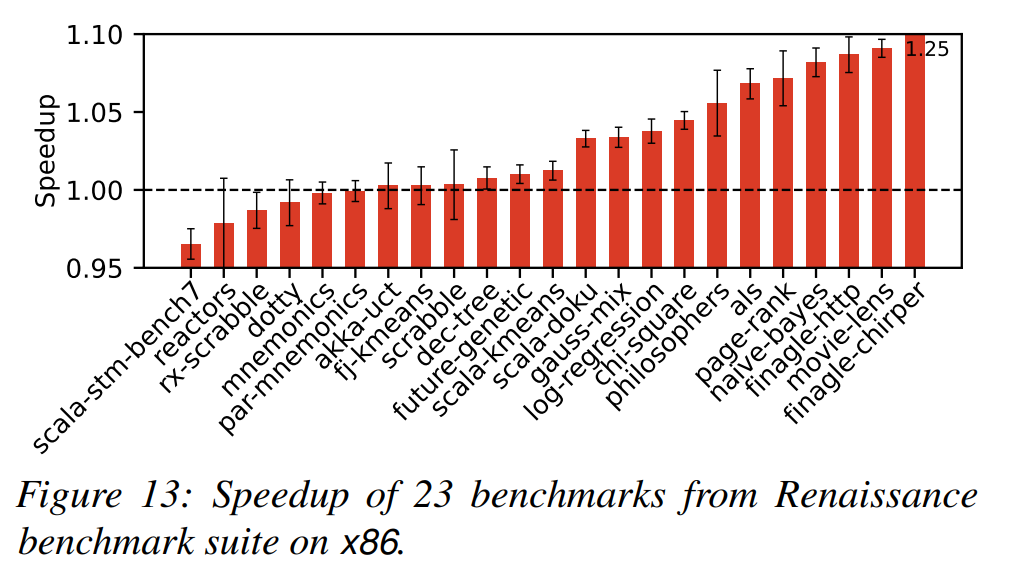 1.10
1.05
1.00
0.95
Speedup
1.25
scala-stm-bench7
reactors
rx-scrabble
dotty
mnemonics
par-mnemonics
akka-uct
fj-kmeans
scrabble
dec-tree
future-genetic
scala-kmeans
scala-doku
gauss-mix
log-regression
chi-square
philosophers
als
page-rank
naive-bayes
finagle-http
movie-lens
finagle-chirper
Figure 13: Speedup of 23 benchmarks from Renaissance
benchmark suite on x86.